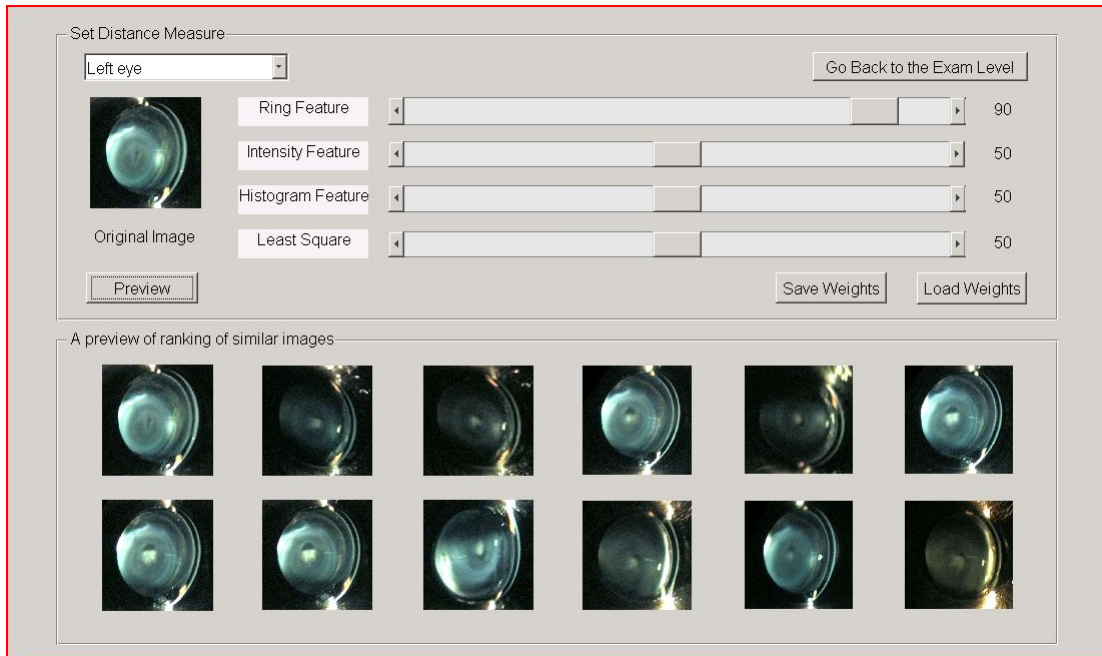 Set Distance Measure
Left eye
Go Back to the Exam Level
Ring Feature
90
Intensity Feature
50
Histogram Feature
50
Original Image
Least Square
50
Preview
Save Weights
Load Weights
A preview of ranking of similar images